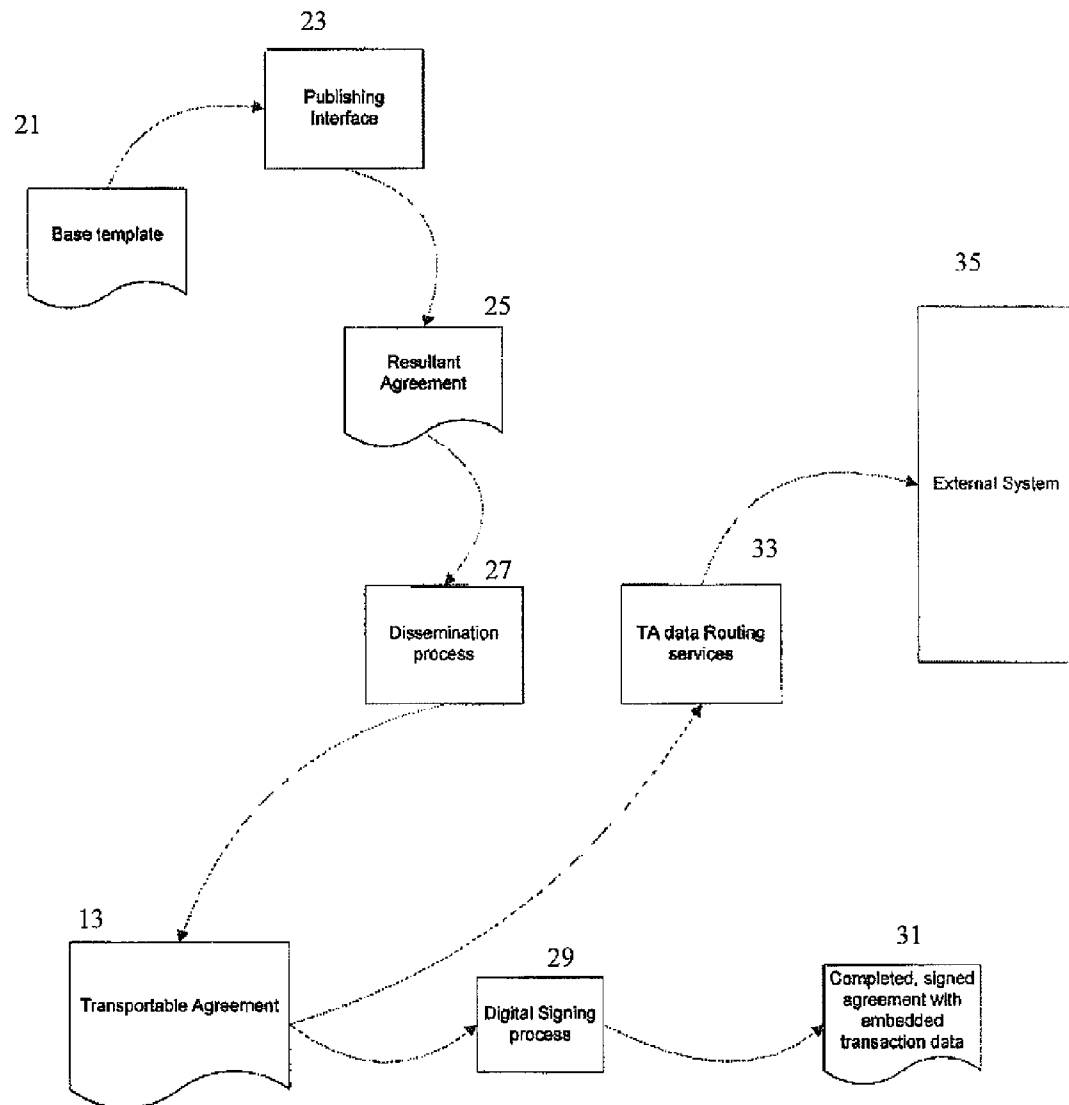 23
Publishing
Interface
21
Base template
25
Resultant
Agreement
35
External System
27
Dissemination
process
33
TA data Routing
services
13
Transportable Agreement
29
Digital Signing
process
31
Completed, signed
agreement with
embedded
transaction data